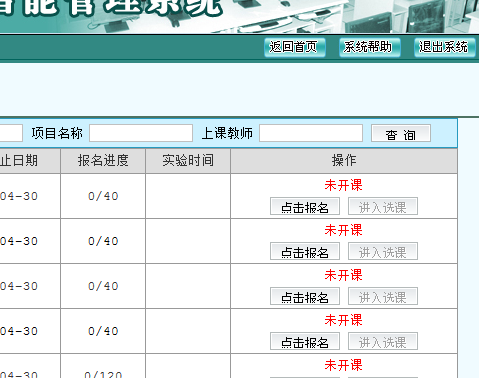 智能管理系统
返回首页 系统帮助 退出系统
项目名称 上课教师 查 询
止日期 报名进度 实验时间 操作
未开课
04-30 0/40
点击报名 进入选课
未开课
04-30 0/40
点击报名 进入选课
未开课
04-30 0/40
点击报名 进入选课
未开课
04-30 0/40
点击报名 进入选课
未开课
04-30 0/120